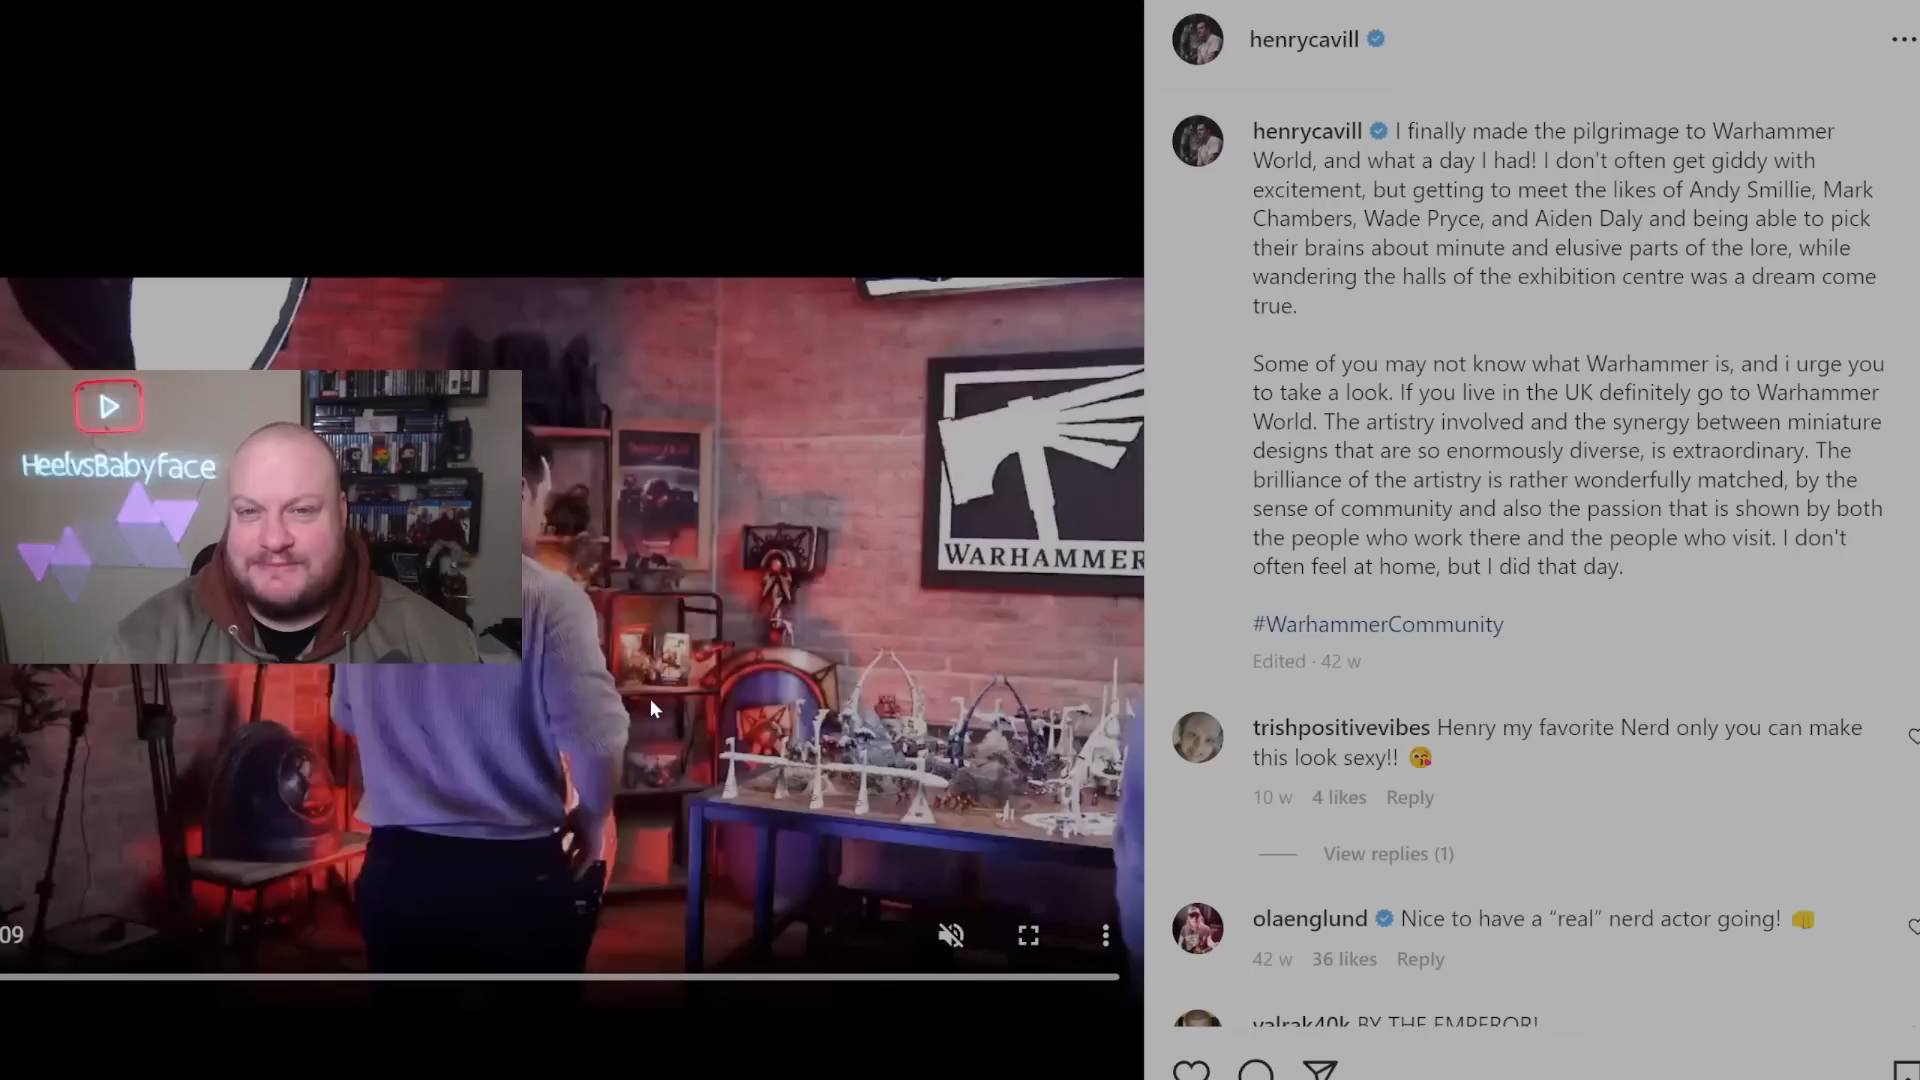 henrycavill
henrycavill I finally made the pilgrimage to Warhammer
World, and what a day I had! I don't often get giddy with
excitement, but getting to meet the likes of Andy Smillie, Mark
Chambers, Wade Pryce, and Aiden Daly and being able to pick
their brains about minute and elusive parts of the lore, while
wandering the halls of the exhibition centre was a dream come
true.
Some of you may not know what Warhammer is, and i urge you
to take a look. If you live in the UK definitely go to Warhammer
World. The artistry involved and the synergy between miniature
designs that are so enormously diverse, is extraordinary. The
brilliance of the artistry is rather wonderfully matched, by the
sense of community and also the passion that is shown by both
the people who work there and the people who visit. I don't
often feel at home, but I did that day.
#WarhammerCommunity
Edited · 42 w
trishpositivevibes Henry my favorite Nerd only you can make
this look sexy!! 😘
10 w 4 likes Reply
View replies (1)
olaenglund Nice to have a “real” nerd actor going! 👊
42 w 36 likes Reply
valrak40k BY THE EMPEROR!
HeelvsBabyface
WARHAMMER
09